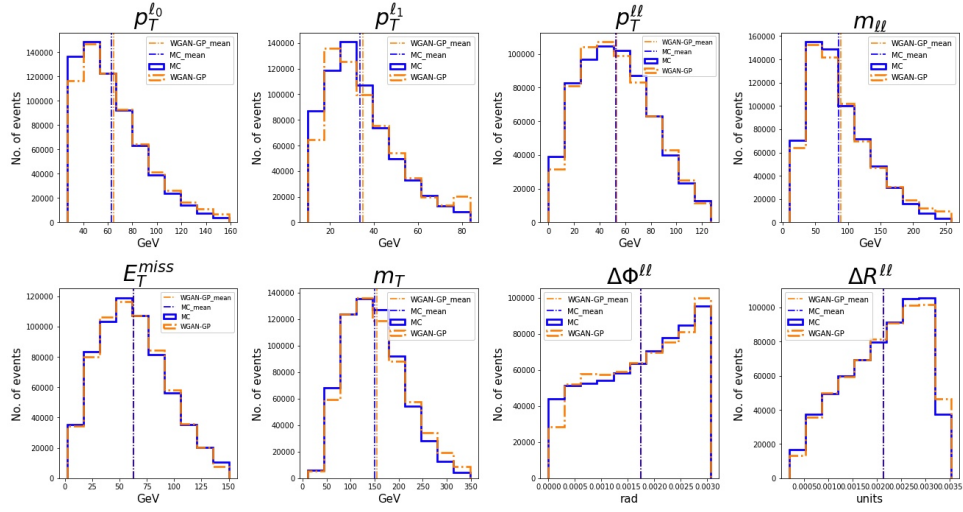 p_T^{ℓ_0}
140000
120000
100000
80000
60000
40000
20000
0
No. of events
40 60 80 100 120 140 160
GeV
WGAN-GP_mean
MC_mean
MC
WGAN-GP
p_T^{ℓ_1}
140000
120000
100000
80000
60000
40000
20000
0
No. of events
20 40 60 80
GeV
WGAN-GP_mean
MC_mean
MC
WGAN-GP
p_T^{ℓℓ}
100000
80000
60000
40000
20000
0
No. of events
0 20 40 60 80 100 120
GeV
WGAN-GP_mean
MC_mean
MC
WGAN-GP
m_{ℓℓ}
160000
140000
120000
100000
80000
60000
40000
20000
0
No. of events
50 100 150 200 250
GeV
WGAN-GP_mean
MC_mean
MC
WGAN-GP
E_T^{miss}
120000
100000
80000
60000
40000
20000
0
No. of events
0 25 50 75 100 125 150
GeV
WGAN-GP_mean
MC_mean
MC
WGAN-GP
m_T
140000
120000
100000
80000
60000
40000
20000
0
No. of events
0 50 100 150 200 250 300 350
GeV
WGAN-GP_mean
MC_mean
MC
WGAN-GP
ΔΦ^{ℓℓ}
100000
80000
60000
40000
20000
0
No. of events
0.0000 0.0005 0.0010 0.0015 0.0020 0.0025 0.0030
rad
WGAN-GP_mean
MC_mean
MC
WGAN-GP
ΔR^{ℓℓ}
100000
80000
60000
40000
20000
0
No. of events
0.0005 0.0010 0.0015 0.0020 0.0025 0.0030 0.0035
units
WGAN-GP_mean
MC_mean
MC
WGAN-GP